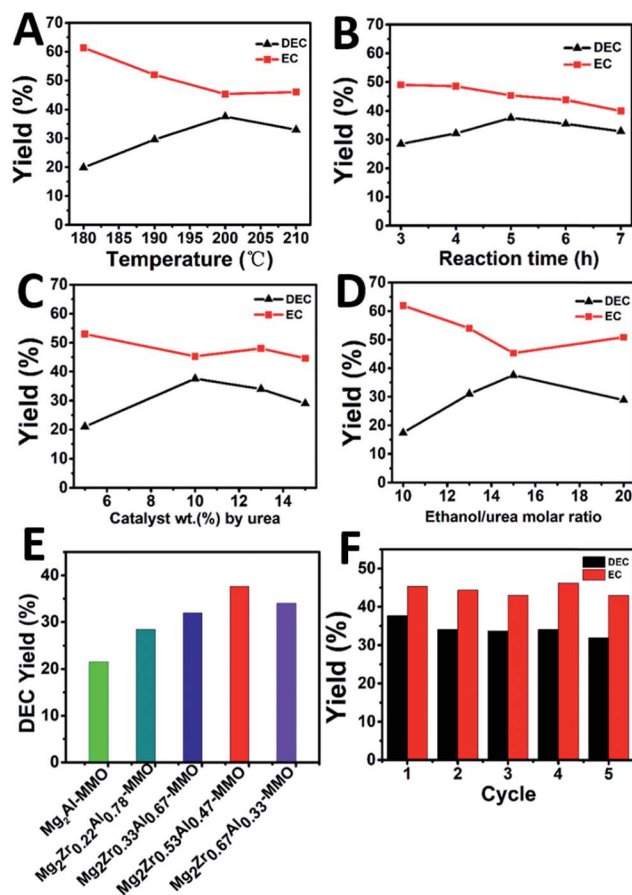 A
DEC
EC
Yield (%)
70
60
50
40
30
20
10
0
180 185 190 195 200 205 210
Temperature (℃)
B
DEC
EC
Yield (%)
70
60
50
40
30
20
10
0
3 4 5 6 7
Reaction time (h)
C
DEC
EC
Yield (%)
70
60
50
40
30
20
10
0
6 8 10 12 14
Catalyst wt.(%) by urea
D
DEC
EC
Yield (%)
70
60
50
40
30
20
10
0
10 12 14 16 18 20
Ethanol/urea molar ratio
E
DEC Yield (%)
40
30
20
10
0
Mg₂Al-MMO
Mg₂Zr₀.₂₂Al₀.₇₈-MMO
Mg₂Zr₀.₃₃Al₀.₆₇-MMO
Mg₂Zr₀.₅₃Al₀.₄₇-MMO
Mg₂Zr₀.₆₇Al₀.₃₃-MMO
F
DEC
EC
Yield (%)
50
40
30
20
10
0
1 2 3 4 5
Cycle